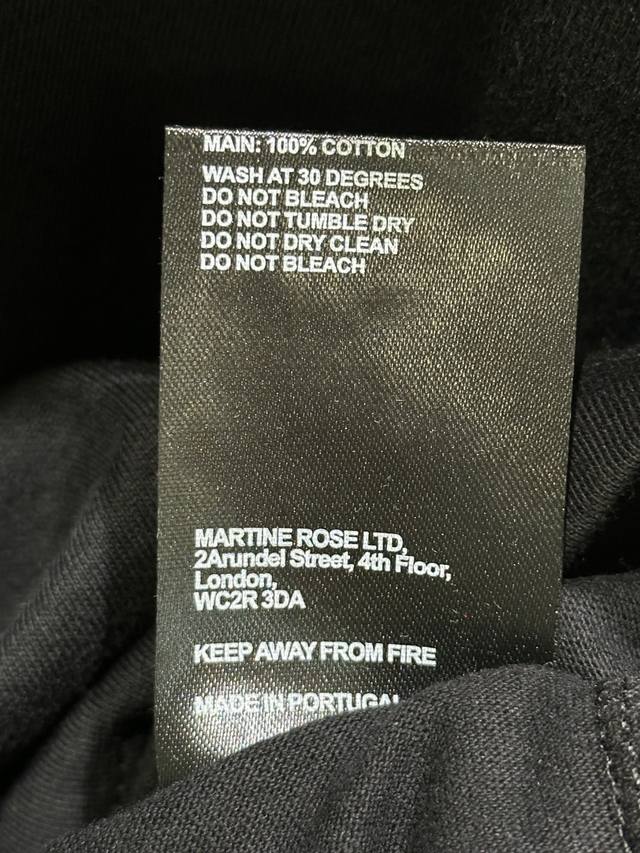 MAIN: 100% COTTON
WASH AT 30 DEGREES
DO NOT BLEACH
DO NOT TUMBLE DRY
DO NOT DRY CLEAN
DO NOT BLEACH
MARTINE ROSE LTD,
2Arundel Street, 4th Floor,
London,
WC2R 3DA
KEEP AWAY FROM FIRE
MADE IN PORTUGAL